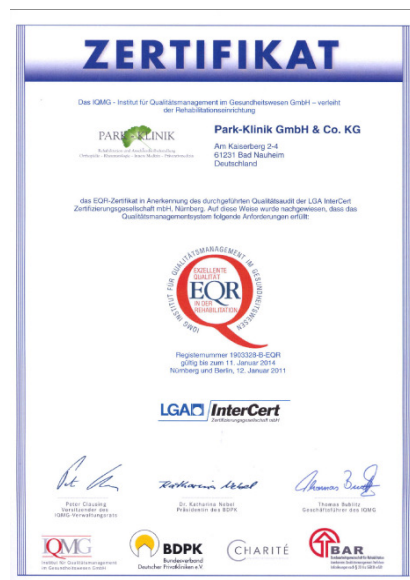 ZERTIFIKAT
Das IQMG - Institut für Qualitätsmanagement im Gesundheitswesen GmbH – verleiht
der Rehabilitationseinrichtung
PARK-KLINIK
Park-Klinik GmbH & Co. KG
Am Kaiserberg 2-4
61231 Bad Nauheim
Deutschland
das EQR-Zertifikat in Anerkennung des durchgeführten Qualitätsaudit der LGA InterCert
Zertifizierungsgesellschaft mbH, Nürnberg. Auf diese Weise wurde nachgewiesen, dass das
Qualitätsmanagementsystem folgende Anforderungen erfüllt:
IQMG INSTITUT FÜR QUALITÄTSMANAGEMENT IM GESUNDHEITSWESEN
EXZELLENTE
QUALITÄT
EQR
IN DER
REHABILITATION
Registernummer 1903328-B-EQR
gültig bis zum 11. Januar 2014
Nürnberg und Berlin, 12. Januar 2011
LGA InterCert
Zertifizierungsgesellschaft mbH
Peter Clausing
Vorsitzender des
IQMG-Verwaltungsrats
Dr. Katharina Nebel
Präsidentin des BDPK
Thomas Bublitz
Geschäftsführer des IQMG
IQMG
Institut für Qualitätsmanagement
im Gesundheitswesen GmbH
BDPK
Bundesverband
Deutscher Privatkliniken e.V.
CHARITÉ
BAR